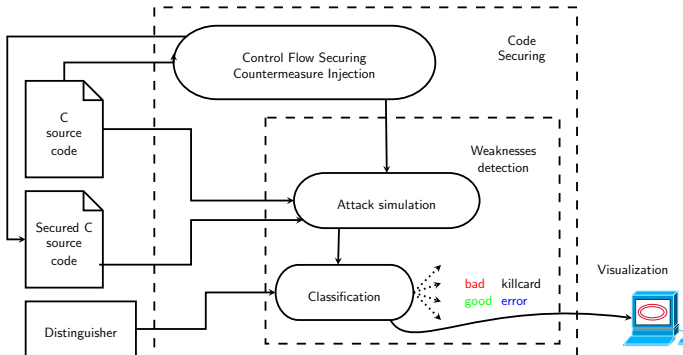 Control Flow Securing
Countermeasure Injection
Code
Securing
C
source
code
Weaknesses
detection
Attack simulation
Secured C
source
code
Classification
bad killcard
good error
Visualization
Distinguisher